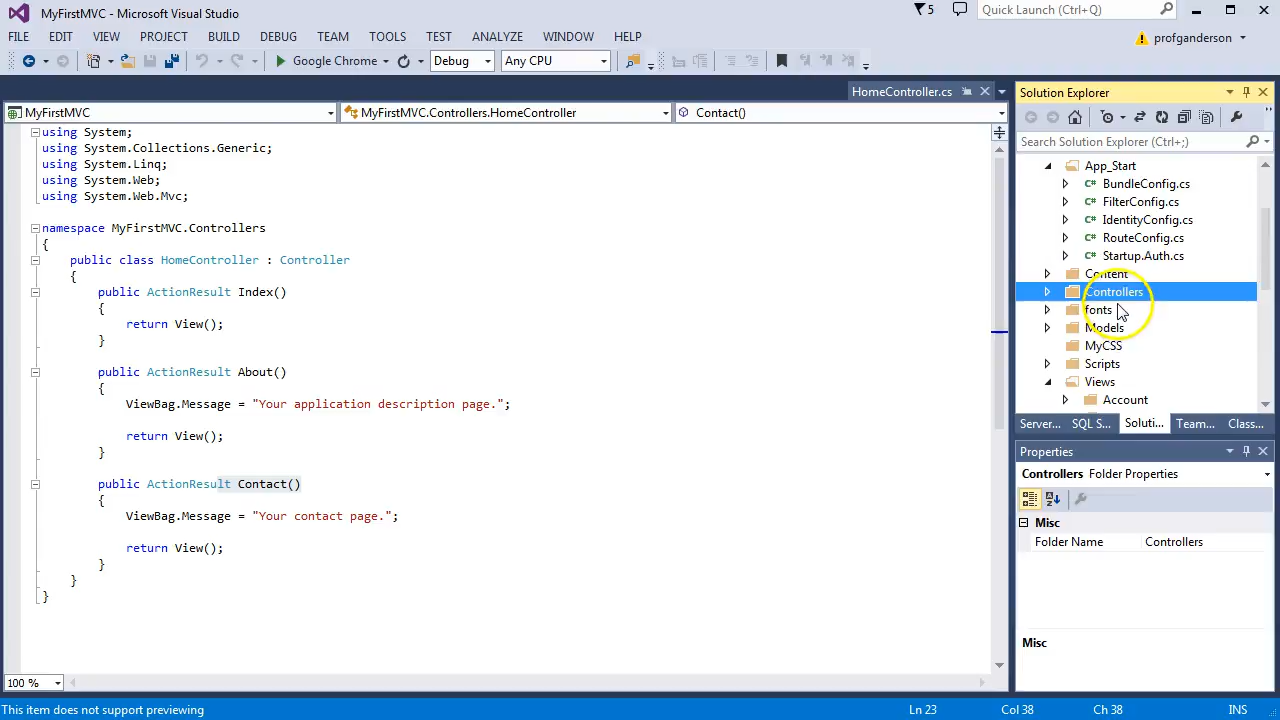 MyFirstMVC - Microsoft Visual Studio
5
Quick Launch (Ctrl+Q)
FILE EDIT VIEW PROJECT BUILD DEBUG TEAM TOOLS TEST ANALYZE WINDOW HELP
profganderson
Google Chrome Debug Any CPU
HomeController.cs
MyFirstMVC MyFirstMVC.Controllers.HomeController Contact()
using System;
using System.Collections.Generic;
using System.Linq;
using System.Web;
using System.Web.Mvc;
namespace MyFirstMVC.Controllers
{
public class HomeController : Controller
{
public ActionResult Index()
{
return View();
}
public ActionResult About()
{
ViewBag.Message = "Your application description page.";
return View();
}
public ActionResult Contact()
{
ViewBag.Message = "Your contact page.";
return View();
}
}
}
100 %
Solution Explorer
Search Solution Explorer (Ctrl+;)
App_Start
C# BundleConfig.cs
C# FilterConfig.cs
C# IdentityConfig.cs
C# RouteConfig.cs
C# Startup.Auth.cs
Content
Controllers
fonts
Models
MyCSS
Scripts
Views
Account
Server... SQL S... Soluti... Team... Class...
Properties
Controllers Folder Properties
Misc
Folder Name Controllers
Misc
This item does not support previewing Ln 23 Col 38 Ch 38 INS